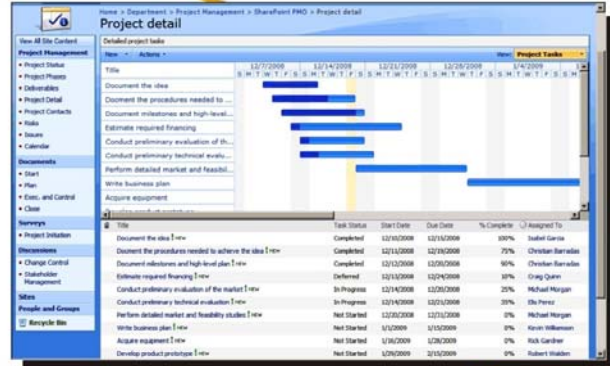 Home > Department > Project Management > SharePoint PMO > Project detail
Project detail
View All Site Content
Project Management
Project Status
Project Phases
Deliverables
Project Detail
Project Contacts
Risks
Issues
Calendar
Documents
Start
Plan
Exec. and Control
Close
Surveys
Project Initiation
Discussions
Change Control
Stakeholder
Management
Sites
People and Groups
Recycle Bin
Detailed project tasks
New Actions
View: Project Tasks
Title 12/7/2008 12/14/2008 12/21/2008 12/28/2008 1/4/2009
S M T W T F S S M T W T F S S M T W T F S S M T W T F S S M T W T F S
Document the idea
Docment the procedures needed to ...
Document milestones and high-level...
Estimate required financing
Conduct preliminary evaluation of th...
Conduct preliminary technical evalu...
Perform detailed market and feasibil...
Write business plan
Acquire equipment
Title Task Status Start Date Due Date % Complete Assigned To
Document the idea ! NEW Completed 12/10/2008 12/15/2008 100% Isabel Garcia
Docment the procedures needed to achieve the idea ! NEW Completed 12/11/2008 12/19/2008 75% Christian Barradas
Document milestones and high-level plan ! NEW Completed 12/12/2008 12/20/2008 90% Christian Barradas
Estimate required financing ! NEW Deferred 12/13/2008 12/24/2008 10% Craig Quinn
Conduct preliminary evaluation of the market ! NEW In Progress 12/14/2008 12/20/2008 25% Michael Morgan
Conduct preliminary technical evaluation ! NEW In Progress 12/14/2008 12/21/2008 Elis Perez
Perform detailed market and feasibility studies ! NEW Not Started 12/20/2008 12/31/2008 0% Michael Morgan
Write business plan ! NEW Not Started 1/1/2009 1/15/2009 0% Kevin Williamson
Acquire equipment ! NEW Not Started 1/16/2009 1/28/2009 0% Rick Gardner
Develop product prototype ! NEW Not Started 1/29/2009 2/15/2009 0% Robert Walden